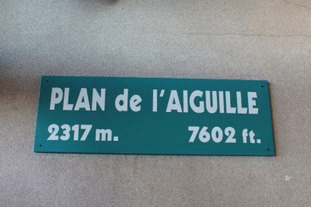 PLAN de l'AIGUILLE
2317 m. 7602 ft.